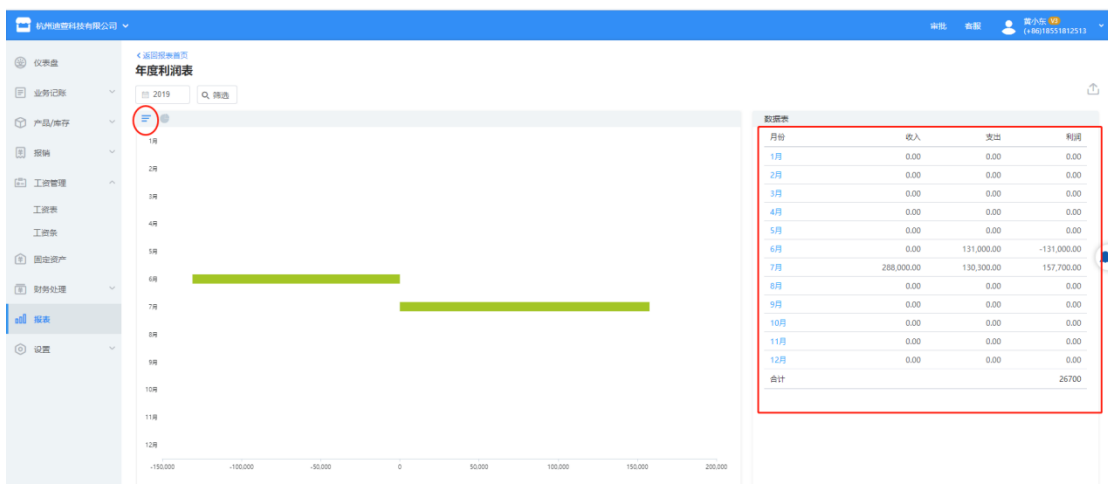 杭州迪萱科技有限公司
审批 客服 黄小东 V3
(+86)18551812513
仪表盘
业务记账
产品/库存
报销
工资管理
工资表
工资条
固定资产
财务处理
报表
设置
返回报表首页
年度利润表
2019 筛选
1月
2月
3月
4月
5月
6月
7月
8月
9月
10月
11月
12月
-150,000 -100,000 -50,000 0 50,000 100,000 150,000 200,000
数据表
月份 收入 支出 利润
1月 0.00 0.00 0.00
2月 0.00 0.00 0.00
3月 0.00 0.00 0.00
4月 0.00 0.00 0.00
5月 0.00 0.00 0.00
6月 0.00 131,000.00 -131,000.00
7月 288,000.00 130,300.00 157,700.00
8月 0.00 0.00 0.00
9月 0.00 0.00 0.00
10月 0.00 0.00 0.00
11月 0.00 0.00 0.00
12月 0.00 0.00 0.00
合计 26700